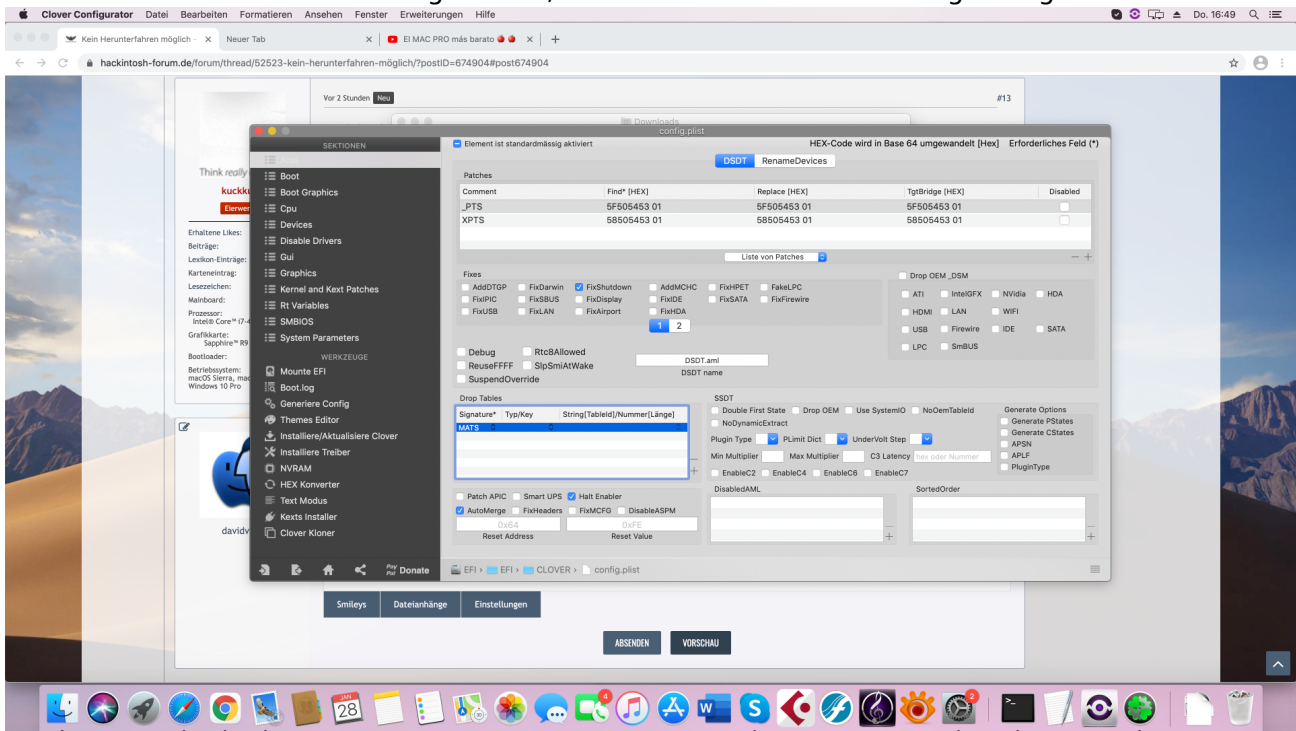 Clover Configurator Datei Bearbeiten Formatieren Ansehen Fenster Erweiterungen Hilfe Do. 16:49
Kein Herunterfahren möglich - × Neuer Tab × El MAC PRO más barato × +
hackintosh-forum.de/forum/thread/52523-kein-herunterfahren-möglich/?postID=674904#post674904
Vor 2 Stunden Neu #13
Downloads
config.plist
SEKTIONEN
Element ist standardmässig aktiviert
HEX-Code wird in Base 64 umgewandelt [Hex] Erforderliches Feld (*)
Acpi
Boot
Boot Graphics
Cpu
Devices
Disable Drivers
Gui
Graphics
Kernel and Kext Patches
Rt Variables
SMBIOS
System Parameters
WERKZEUGE
Mounte EFI
Boot.log
Generiere Config
Themes Editor
Installiere/Aktualisiere Clover
Installiere Treiber
NVRAM
HEX Konverter
Text Modus
Kexts Installer
Clover Kloner
PayPal Donate
DSDT RenameDevices
Patches
Comment Find* [HEX] Replace [HEX] TgtBridge [HEX] Disabled
_PTS 5F505453 01 5F505453 01 5F505453 01
XPTS 58505453 01 58505453 01 58505453 01
Liste von Patches
− +
Fixes
AddDTGP FixDarwin FixShutdown AddMCHC FixHPET FakeLPC
FixIPIC FixSBUS FixDisplay FixIDE FixSATA FixFirewire
FixUSB FixLAN FixAirport FixHDA
1 2
Drop OEM _DSM
ATI IntelGFX NVidia HDA
HDMI LAN WIFI
USB Firewire IDE SATA
LPC SmBUS
Debug Rtc8Allowed
ReuseFFFF SlpSmiAtWake
SuspendOverride
DSDT.aml
DSDT name
Drop Tables
Signature* Typ/Key String[TableId]/Nummer[Länge]
MATS
−
+
SSDT
Double First State Drop OEM Use SystemIO NoOemTableId
NoDynamicExtract
Plugin Type PLimit Dict UnderVolt Step
Min Multiplier Max Multiplier C3 Latency hex oder Nummer
EnableC2 EnableC4 EnableC6 EnableC7
Generate Options
Generate PStates
Generate CStates
APSN
APLF
PluginType
Patch APIC Smart UPS Halt Enabler
AutoMerge FixHeaders FixMCFG DisableASPM
0x64 0xFE
Reset Address Reset Value
DisabledAML SortedOrder
− −
+ +
EFI › EFI › CLOVER › config.plist
Think really
kuckku
Erhaltene Likes:
Beiträge:
Lexikon-Einträge:
Karteneintrag:
Lesezeichen:
Mainboard:
Prozessor:
Intel® Core™ i7-4
Grafikkarte:
Sapphire™ R9
Bootloader:
Betriebssystem:
macOS Sierra, mac
Windows 10 Pro
davidv
Smileys Dateianhänge Einstellungen
ABSENDEN VORSCHAU
JAN
28
4
W
S
2